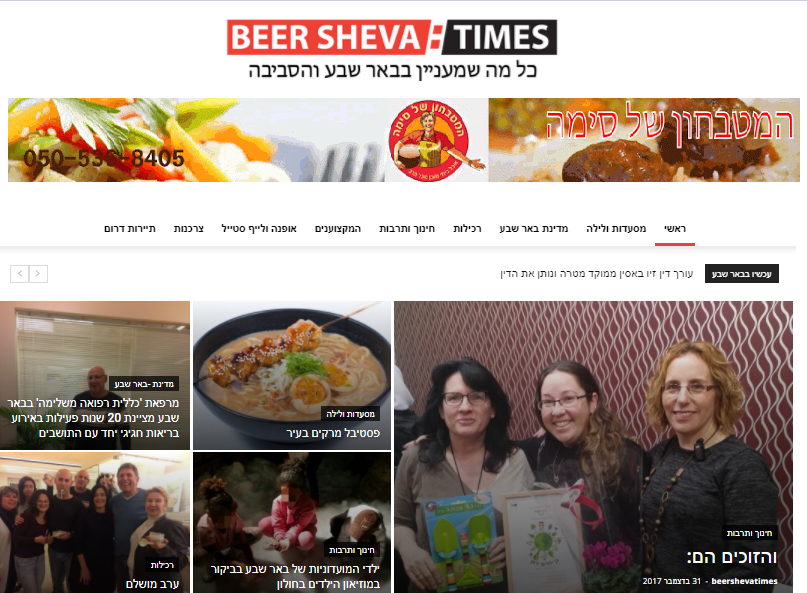 BEER SHEVA TIMES
כל מה שמעניין בבאר שבע והסביבה
המטבחון של סימה
המטבחון של סימה
050-536-8405
ראשי
מסעדות ולילה
מדינת באר שבע
רכילות
חינוך ותרבות
המקצוענים
אופנה ולייף סטייל
צרכנות
תיירות דרום
עכשיו בבאר שבע
עורך דין זיו באסין ממוקד מטרה ונותן את הדין
חינוך ותרבות
והזוכים הם:
beershevatimes - 31 בדצמבר 2017
מסעדות ולילה
פסטיבל מרקים בעיר
מדינת -באר שבע
מרפאת 'כללית רפואה משלימה' בבאר
שבע מציינת 20 שנות פעילות באירוע
בריאות חגיגי יחד עם התושבים
חינוך ותרבות
ילדי המועדוניות של באר שבע בביקור
במוזיאון הילדים בחולון
רכילות
ערב מושלם